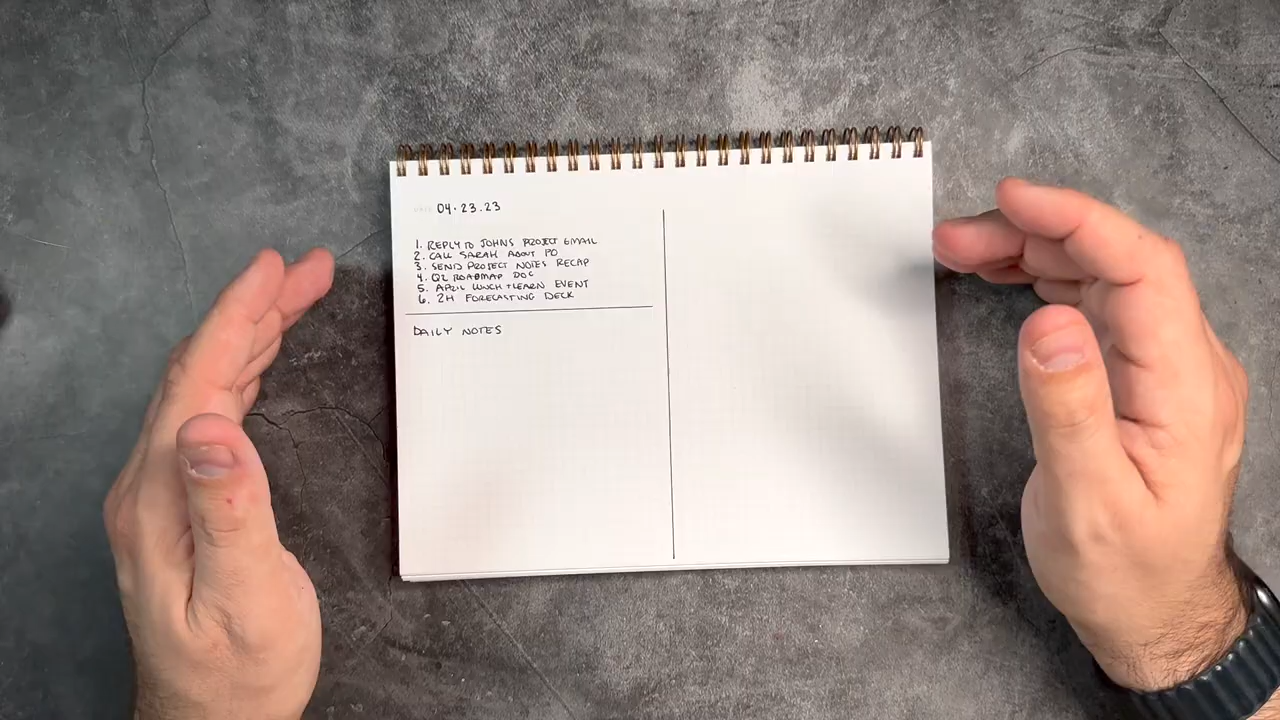 DATE 04.23.23
1. REPLY TO JOHNS PROJECT EMAIL
2. CALL SARAH ABOUT PO
3. SEND PROJECT NOTES RECAP
4. Q2 ROADMAP DOC
5. APRIL LUNCH + LEARN EVENT
6. 2H FORECASTING DECK
DAILY NOTES